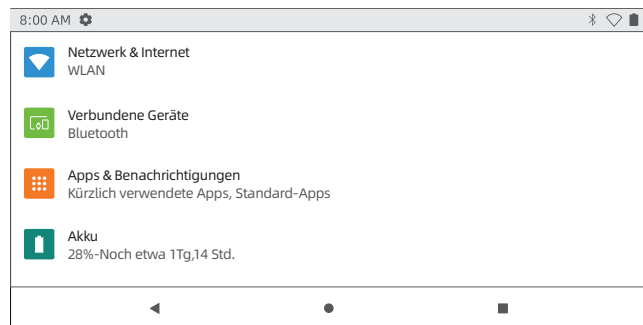 8:00 AM
Netzwerk & Internet
WLAN
Verbundene Geräte
Bluetooth
Apps & Benachrichtigungen
Kürzlich verwendete Apps, Standard-Apps
Akku
28%-Noch etwa 1Tg,14 Std.